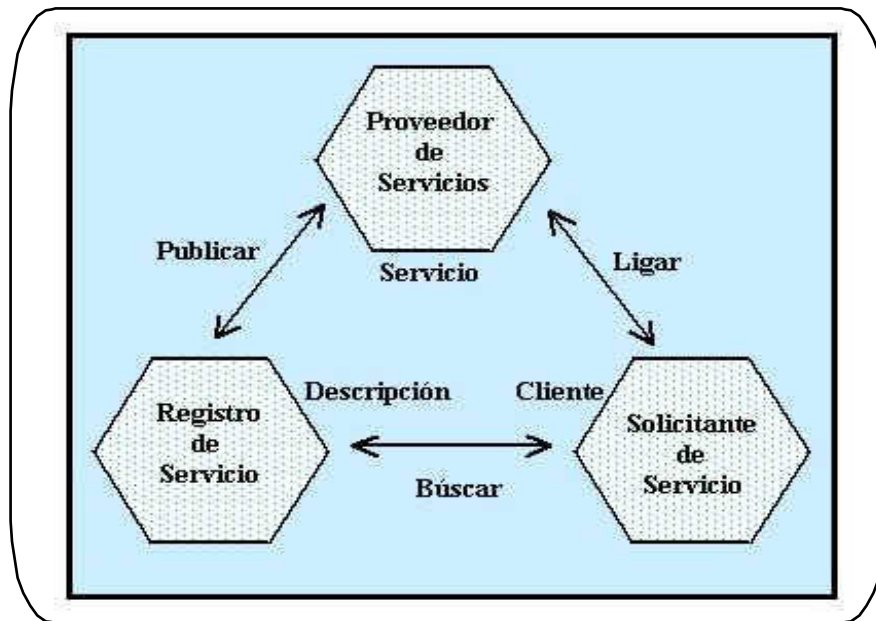 Proveedor
de
Servicios
Publicar
Servicio
Ligar
Registro
de
Servicio
Descripción
Cliente
Búscar
Solicitante
de
Servicio